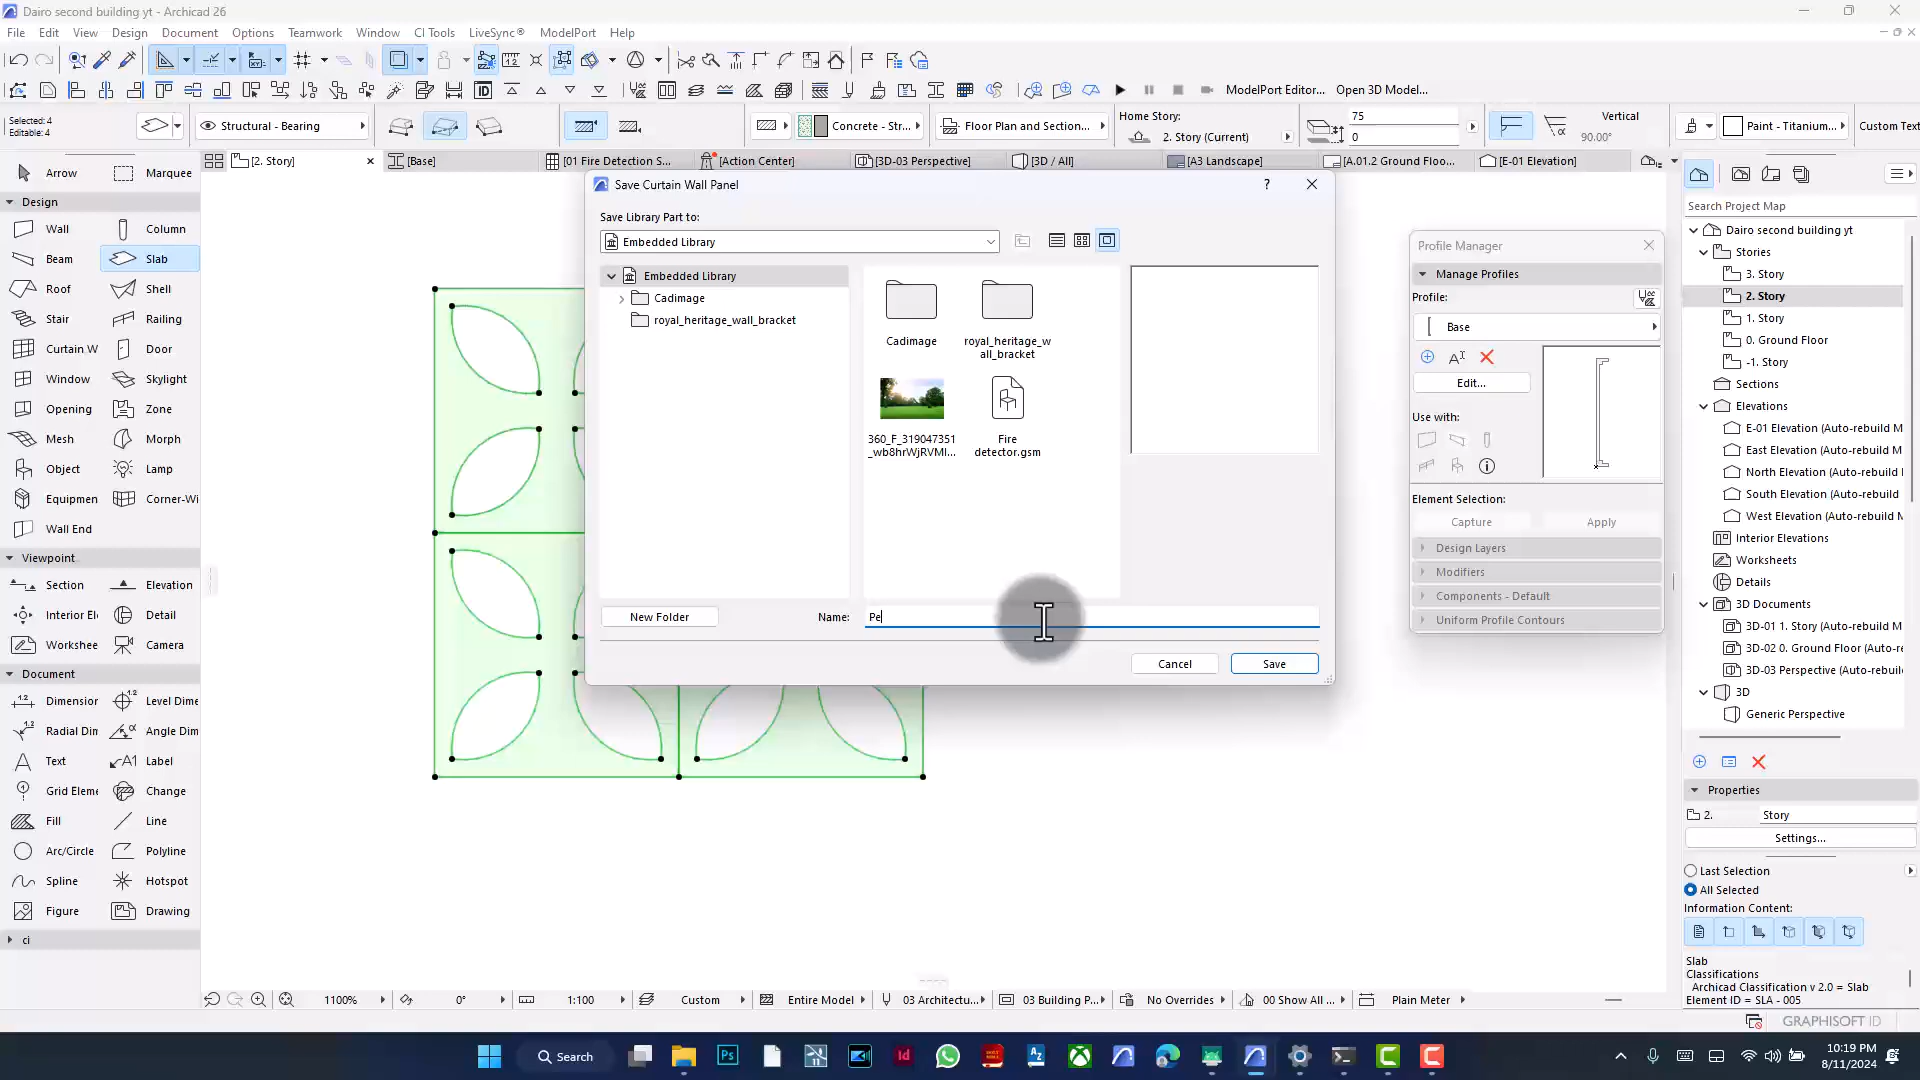 Dairo second building yt - Archicad 26
File Edit View Design Document Options Teamwork Window CI Tools LiveSync® ModelPort Help
ModelPort Editor... Open 3D Model...
Selected: 4
Editable: 4
Structural - Bearing
Concrete - Str...
Floor Plan and Section...
Home Story:
2. Story (Current)
75
0
Vertical
90.00°
Paint - Titanium...
Custom Text
[2. Story]
[Base]
[01 Fire Detection S...
[Action Center]
[3D-03 Perspective]
[3D / All]
[A3 Landscape]
[A.01.2 Ground Floo...
[E-01 Elevation]
Arrow Marquee
Design
Wall Column
Beam Slab
Roof Shell
Stair Railing
Curtain W Door
Window Skylight
Opening Zone
Mesh Morph
Object Lamp
Equipmen Corner-Wi
Wall End
Viewpoint
Section Elevation
Interior El Detail
Workshee Camera
Document
Dimension Level Dime
Radial Dim Angle Dim
Text Label
Grid Eleme Change
Fill Line
Arc/Circle Polyline
Spline Hotspot
Figure Drawing
ci
Save Curtain Wall Panel
?
Save Library Part to:
Embedded Library
Embedded Library
Cadimage
royal_heritage_wall_bracket
Cadimage
royal_heritage_w
all_bracket
360_F_319047351
_wb8hrWjRVMI...
Fire
detector.gsm
New Folder
Name: Pe
Cancel Save
Profile Manager
Manage Profiles
Profile:
Base
Edit...
Use with:
Element Selection:
Capture Apply
Design Layers
Modifiers
Components - Default
Uniform Profile Contours
Search Project Map
Dairo second building yt
Stories
3. Story
2. Story
1. Story
0. Ground Floor
-1. Story
Sections
Elevations
E-01 Elevation (Auto-rebuild M
East Elevation (Auto-rebuild M
North Elevation (Auto-rebuild
South Elevation (Auto-rebuild
West Elevation (Auto-rebuild M
Interior Elevations
Worksheets
Details
3D Documents
3D-01 1. Story (Auto-rebuild M
3D-02 0. Ground Floor (Auto-re
3D-03 Perspective (Auto-rebuild
3D
Generic Perspective
Properties
2. Story
Settings...
Last Selection
All Selected
Information Content:
Slab
Classifications
Archicad Classification v 2.0 = Slab
Element ID = SLA - 005
1100% 0° 1:100 Custom Entire Model 03 Architectu... 03 Building P... No Overrides 00 Show All ... Plain Meter
GRAPHISOFT ID
Search
10:19 PM
8/11/2024